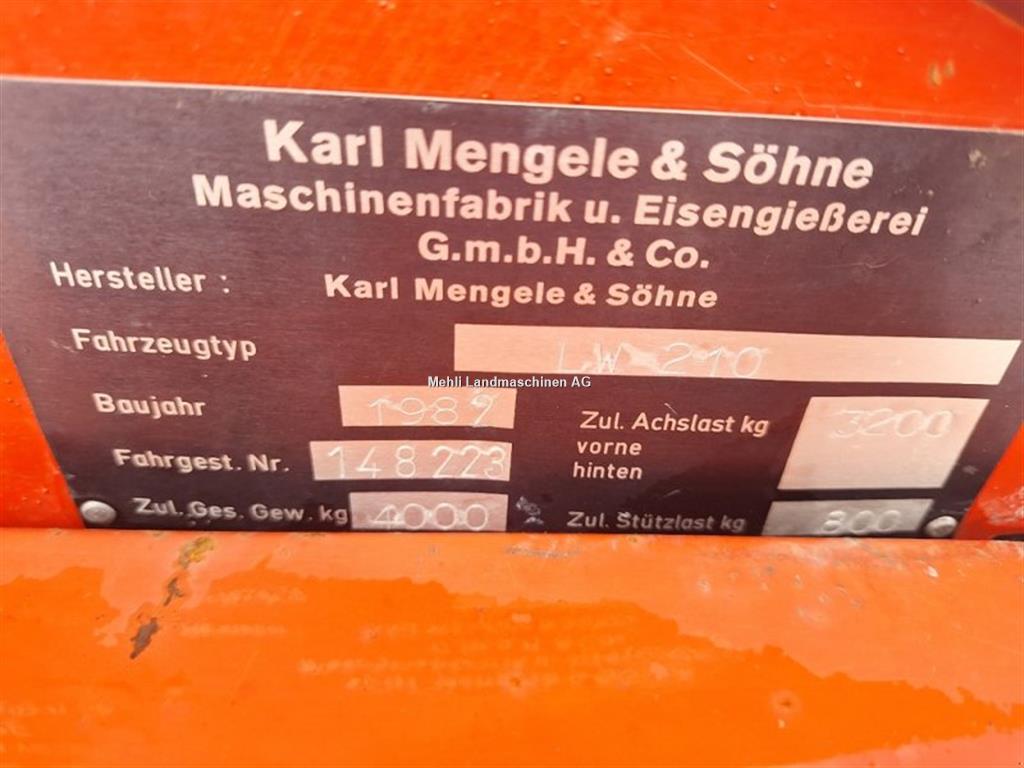 Karl Mengele & Söhne
Maschinenfabrik u. Eisengießerei
G.m.b.H. & Co.
Hersteller : Karl Mengele & Söhne
Fahrzeugtyp LW 210
Mehli Landmaschinen AG
Baujahr 1989
Zul. Achslast kg 3200
vorne
hinten
Fahrgest. Nr. 148223
Zul. Ges. Gew. kg 4000
Zul. Stützlast kg 800